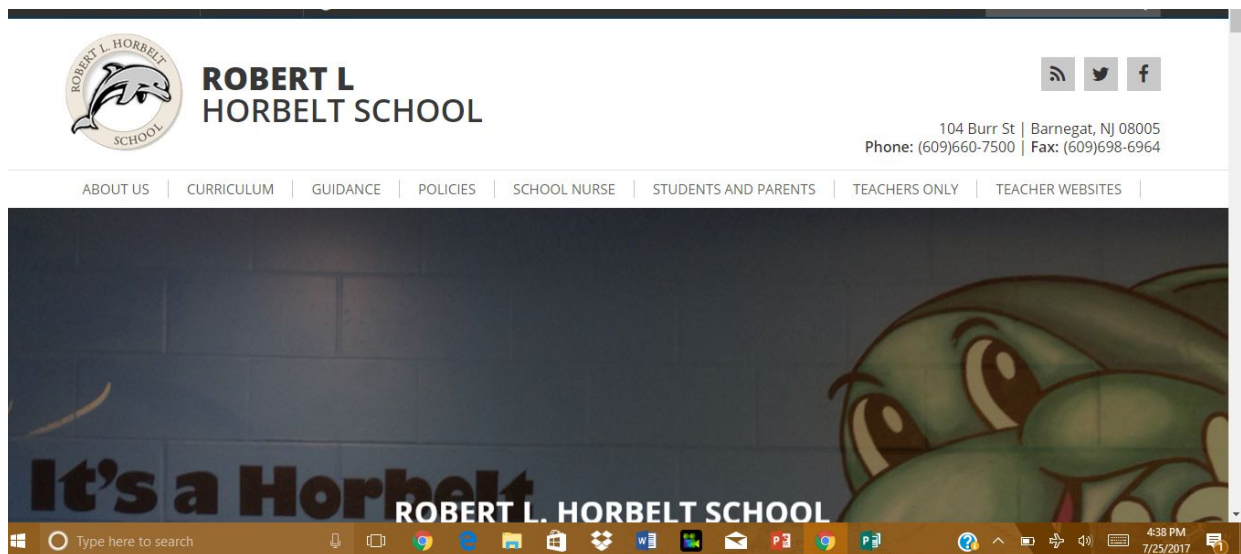 ROBERT L. HORBELT
SCHOOL
ROBERT L
HORBELT SCHOOL
104 Burr St | Barnegat, NJ 08005
Phone: (609)660-7500 | Fax: (609)698-6964
ABOUT US | CURRICULUM | GUIDANCE | POLICIES | SCHOOL NURSE | STUDENTS AND PARENTS | TEACHERS ONLY | TEACHER WEBSITES |
It's a Horbelt
ROBERT L. HORBELT SCHOOL
Type here to search
4:38 PM
7/25/2017